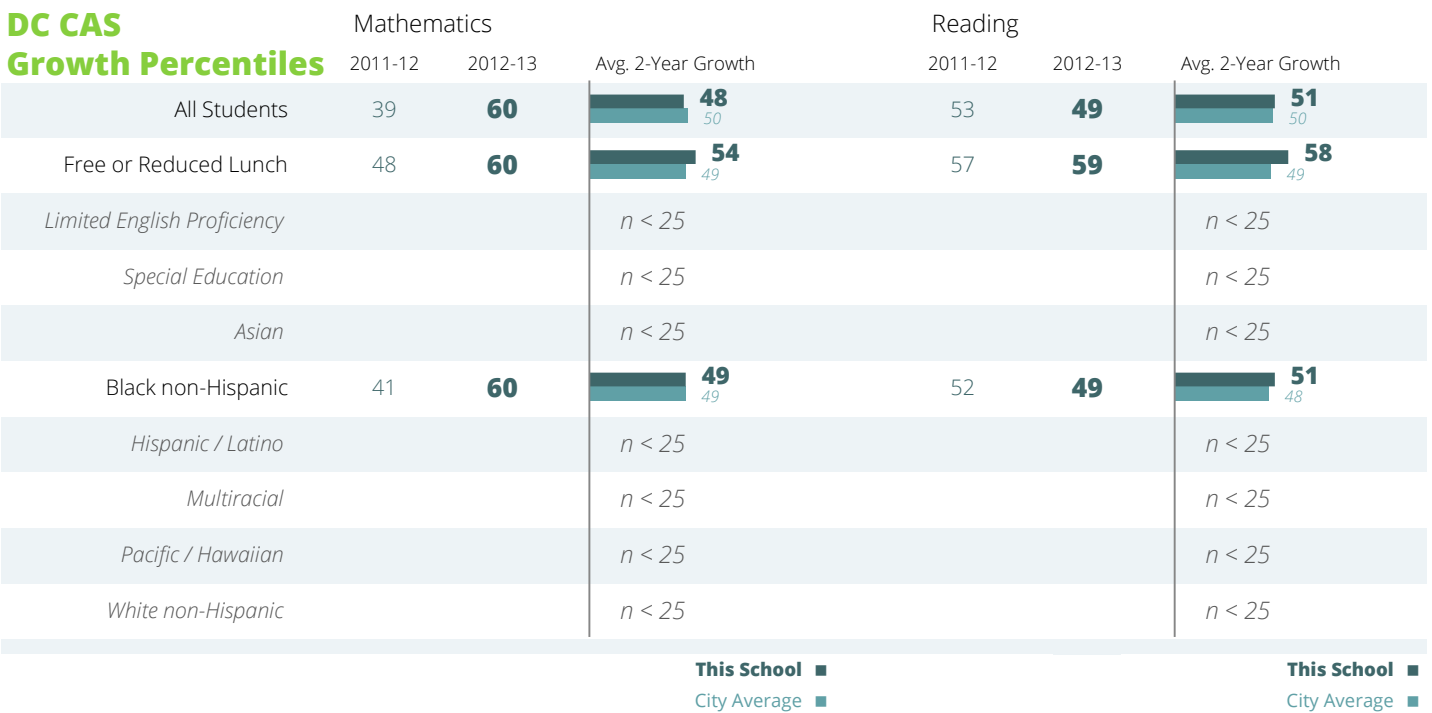 DC CAS
Growth Percentiles
Mathematics
Reading
2011-12 2012-13 Avg. 2-Year Growth 2011-12 2012-13 Avg. 2-Year Growth
All Students 39 60 48 50 53 49 51 50
Free or Reduced Lunch 48 60 54 49 57 59 58 49
Limited English Proficiency n < 25 n < 25
Special Education n < 25 n < 25
Asian n < 25 n < 25
Black non-Hispanic 41 60 49 49 52 49 51 48
Hispanic / Latino n < 25 n < 25
Multiracial n < 25 n < 25
Pacific / Hawaiian n < 25 n < 25
White non-Hispanic n < 25 n < 25
This School This School
City Average City Average